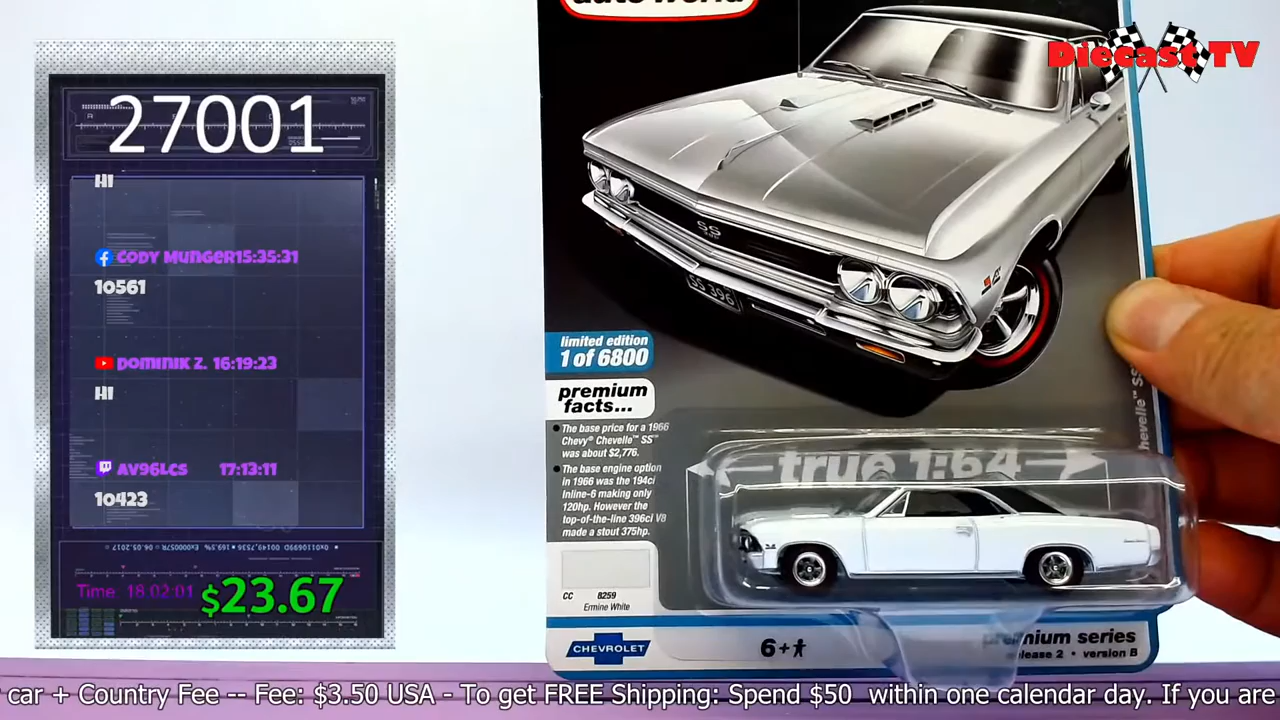 auto world
Diecast TV
27001
HI
Cody Munger15:35:31
10561
Dominik Z. 16:19:23
HI
AV96LCS 17:13:11
10423
Time: 18:02:01
$23.67
SS
396
SS 396
limited edition
1 of 6800
premium
facts...
• The base price for a 1966
Chevy® Chevelle™ SS™
was about $2,776.
• The base engine option
in 1966 was the 194ci
Inline-6 making only
120hp. However the
top-of-the-line 396ci V8
made a stout 375hp.
true 1:64
CC 8259
Ermine White
CHEVROLET
6+
premium series
release 2 • version B
car + Country Fee -- Fee: $3.50 USA - To get FREE Shipping: Spend $50 within one calendar day. If you are